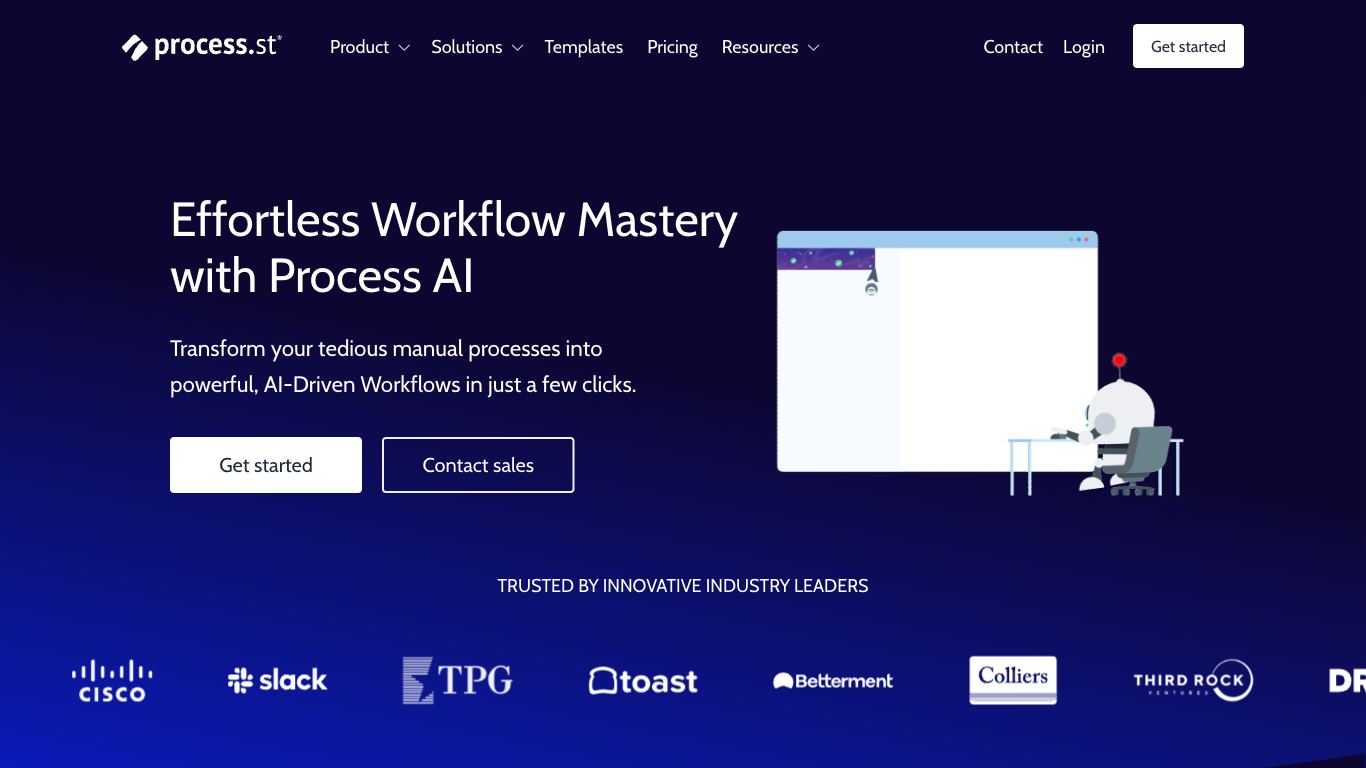 process.st®
Product
Solutions
Templates
Pricing
Resources
Contact
Login
Get started
Effortless Workflow Mastery
with Process AI
Transform your tedious manual processes into
powerful, AI-Driven Workflows in just a few clicks.
Get started
Contact sales
TRUSTED BY INNOVATIVE INDUSTRY LEADERS
CISCO
slack
TPG
toast
Betterment
Colliers
THIRD ROCK
VENTURES
DR